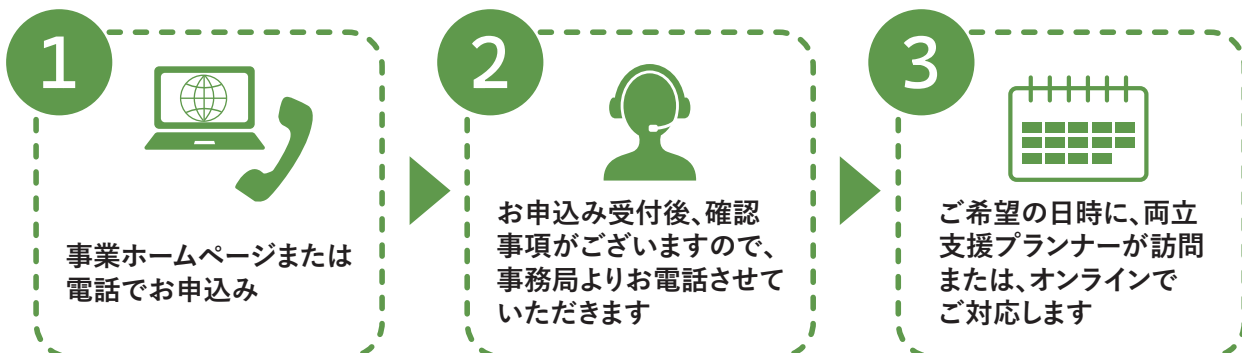 1
事業ホームページまたは
電話でお申込み
2
お申込み受付後、確認
事項がございますので、
事務局よりお電話させて
いただきます
3
ご希望の日時に、両立
支援プランナーが訪問
または、オンラインで
ご対応します